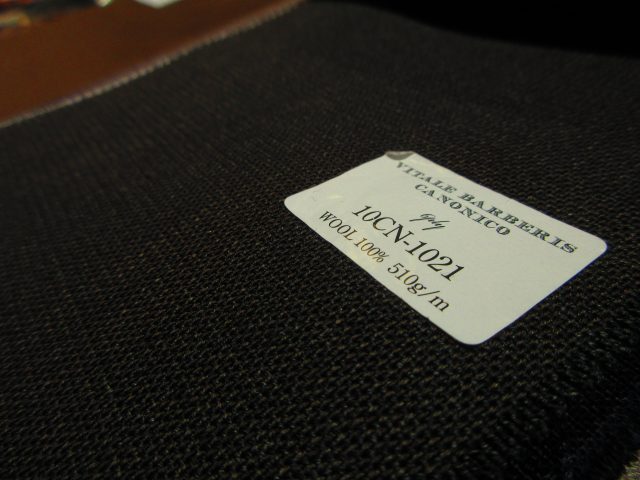 VITALE BARBERIS
CANONICO
10CN-1021
WOOL 100% 510g/m